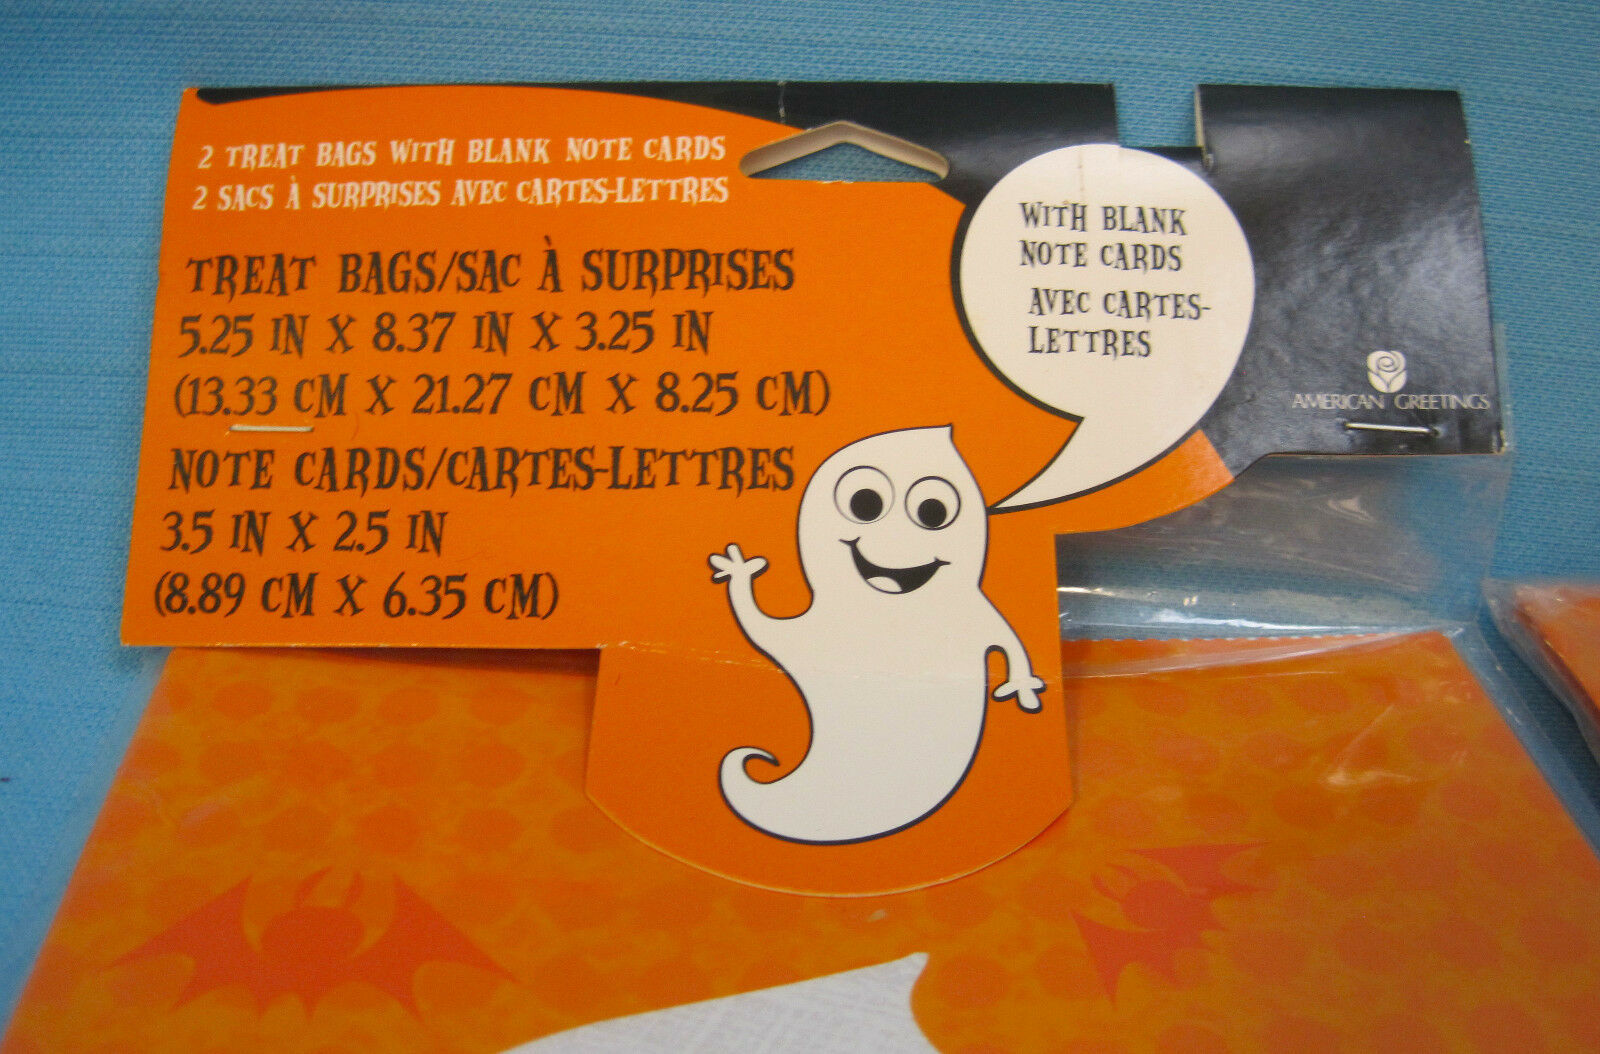 2 TREAT BAGS WITH BLANK NOTE CARDS
2 SACS À SURPRISES AVEC CARTES-LETTRES
TREAT BAGS/SAC À SURPRISES
5.25 IN X 8.37 IN X 3.25 IN
(13.33 CM X 21.27 CM X 8.25 CM)
NOTE CARDS/CARTES-LETTRES
3.5 IN X 2.5 IN
(8.89 CM X 6.35 CM)
WITH BLANK
NOTE CARDS
AVEC CARTES-
LETTRES
AMERICAN GREETINGS